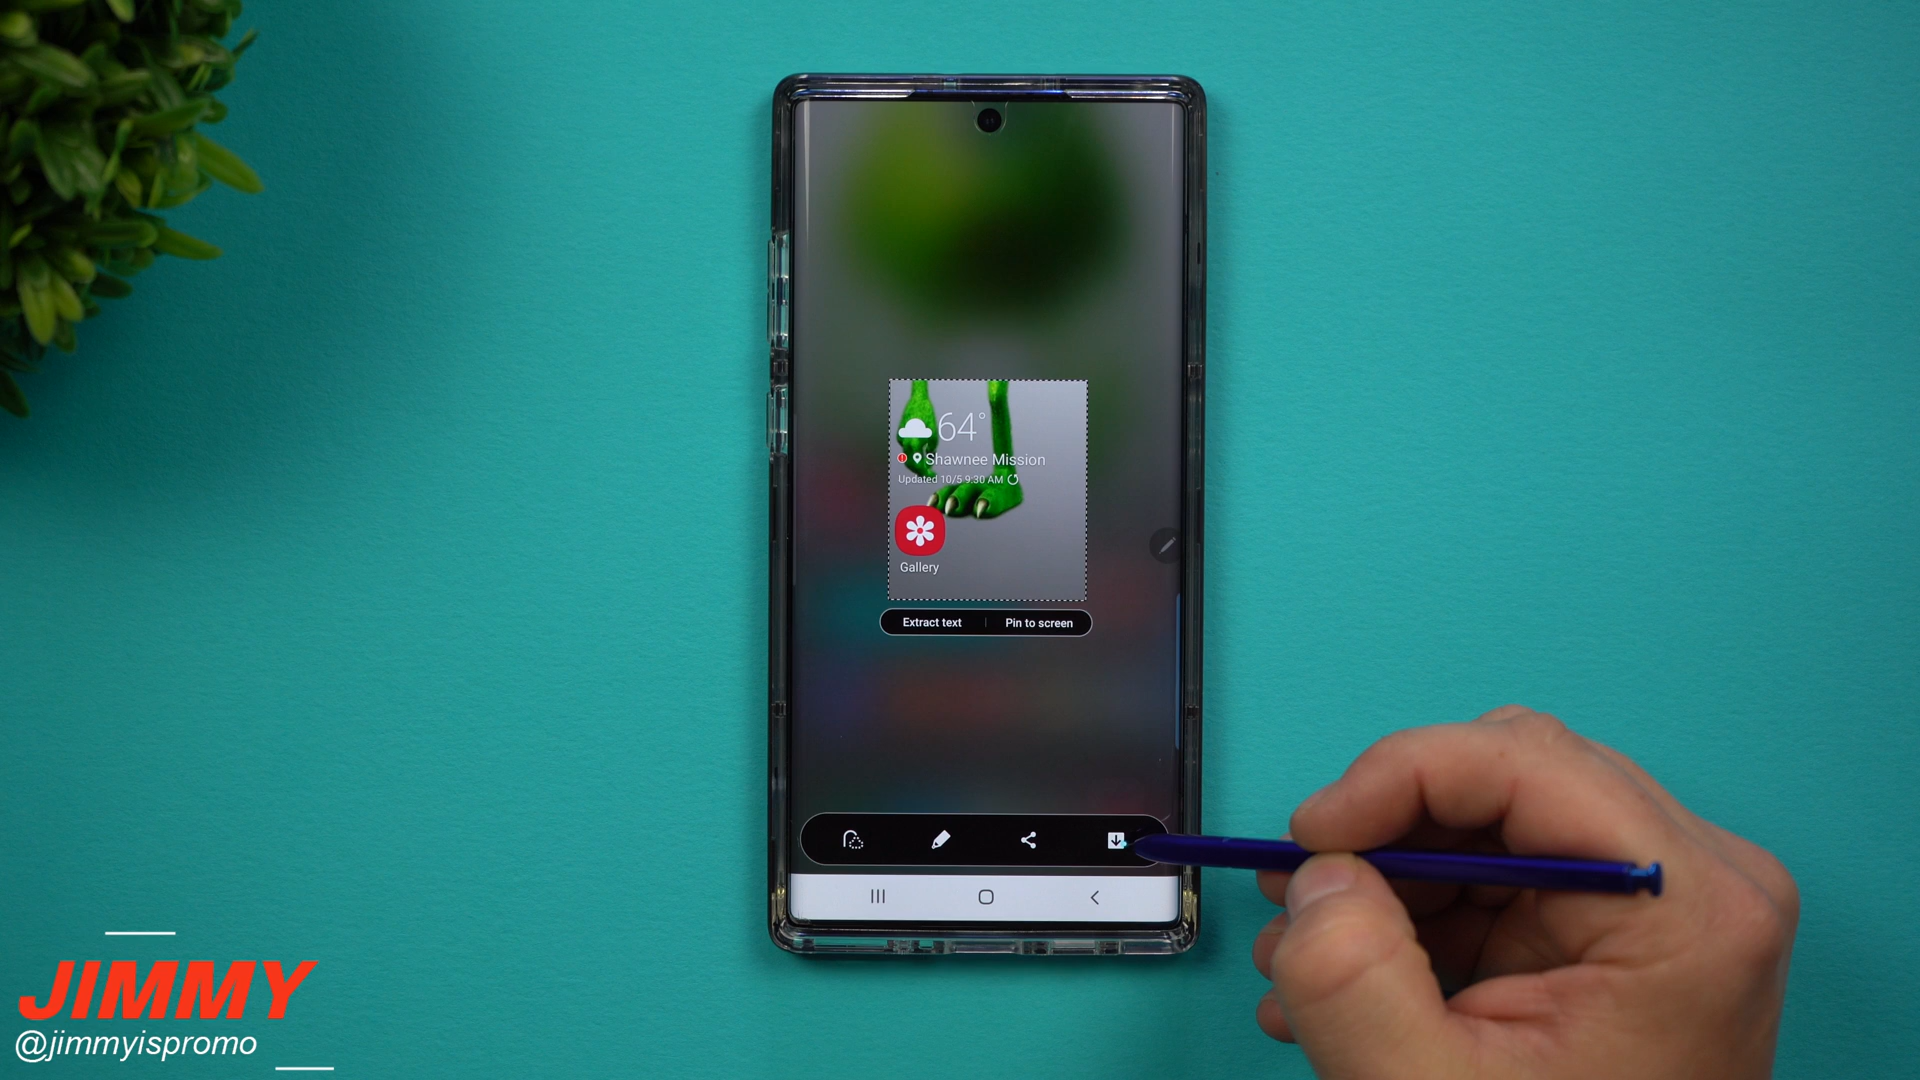 64°
Shawnee Mission
Updated 10/5 9:30 AM
Gallery
Extract text | Pin to screen
JIMMY
@jimmyispromo